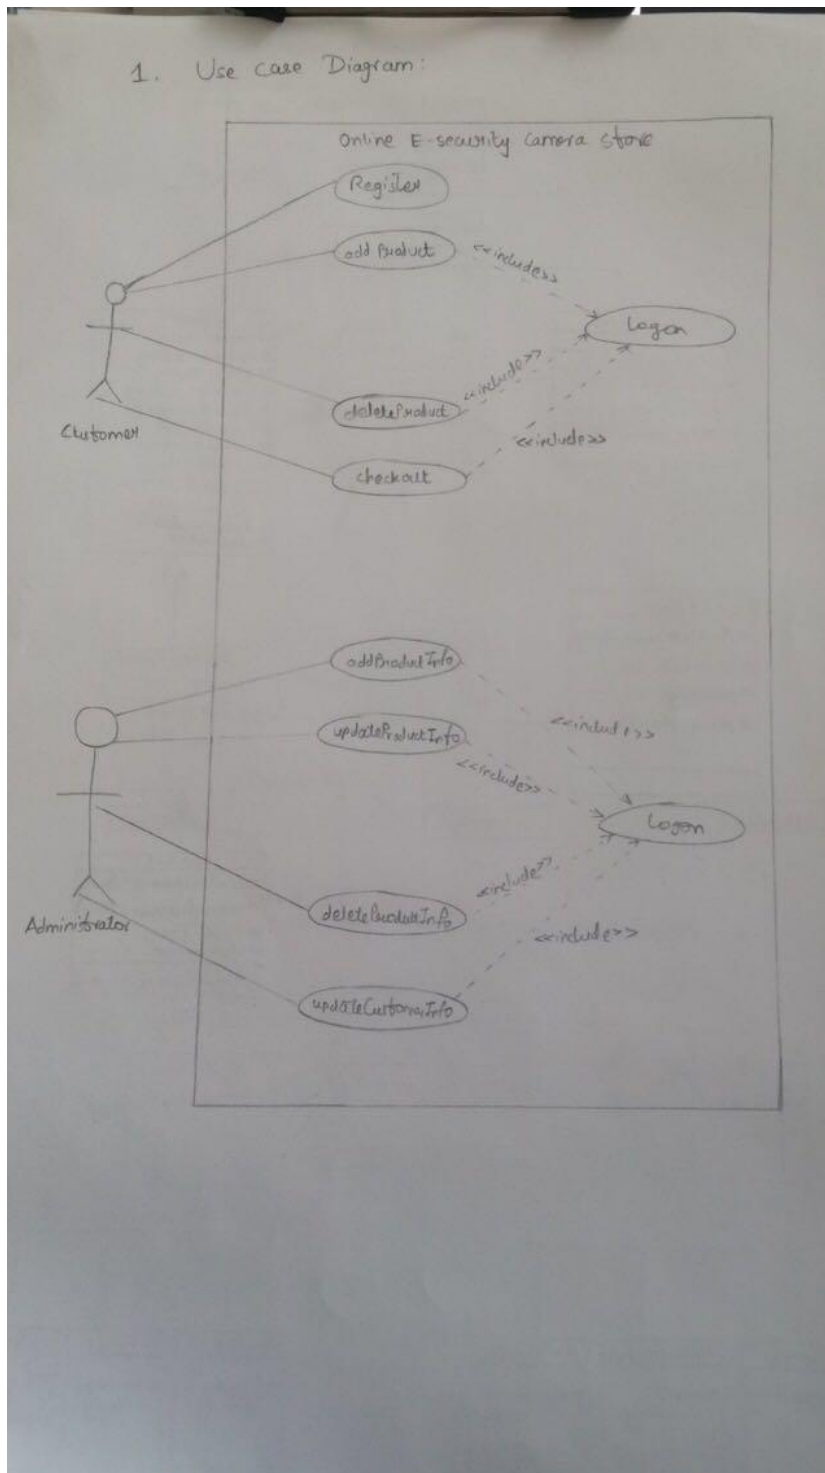 1. Use Case Diagram:
Online E-security Camera store
Register
add Product
<<include>>
Logon
<<include>>
deleteProduct
<<include>>
Customer
checkout
addProductInfo
<<include>>
updateProductInfo
<<include>>
Logon
<<include>>
deleteProductInfo
Administrator
<<include>>
updateCustomerInfo